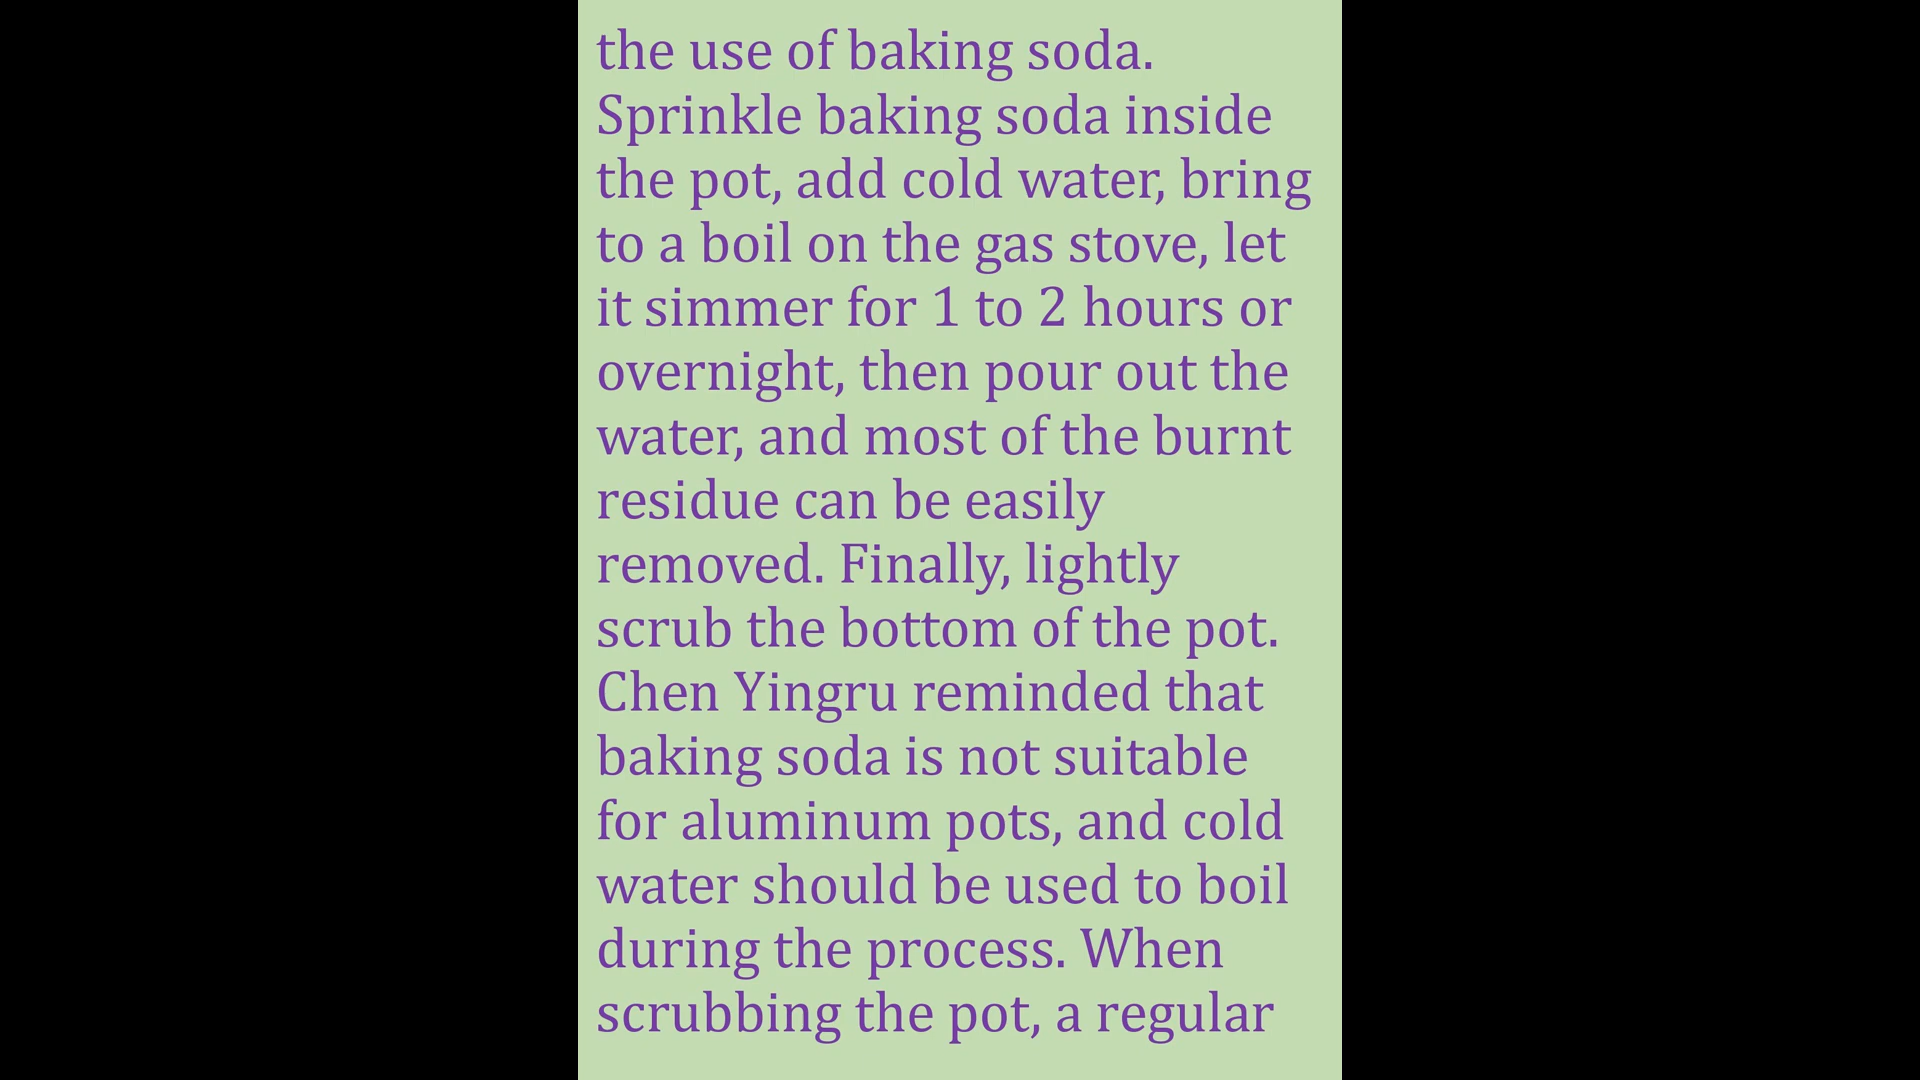 the use of baking soda.
Sprinkle baking soda inside
the pot, add cold water, bring
to a boil on the gas stove, let
it simmer for 1 to 2 hours or
overnight, then pour out the
water, and most of the burnt
residue can be easily
removed. Finally, lightly
scrub the bottom of the pot.
Chen Yingru reminded that
baking soda is not suitable
for aluminum pots, and cold
water should be used to boil
during the process. When
scrubbing the pot, a regular